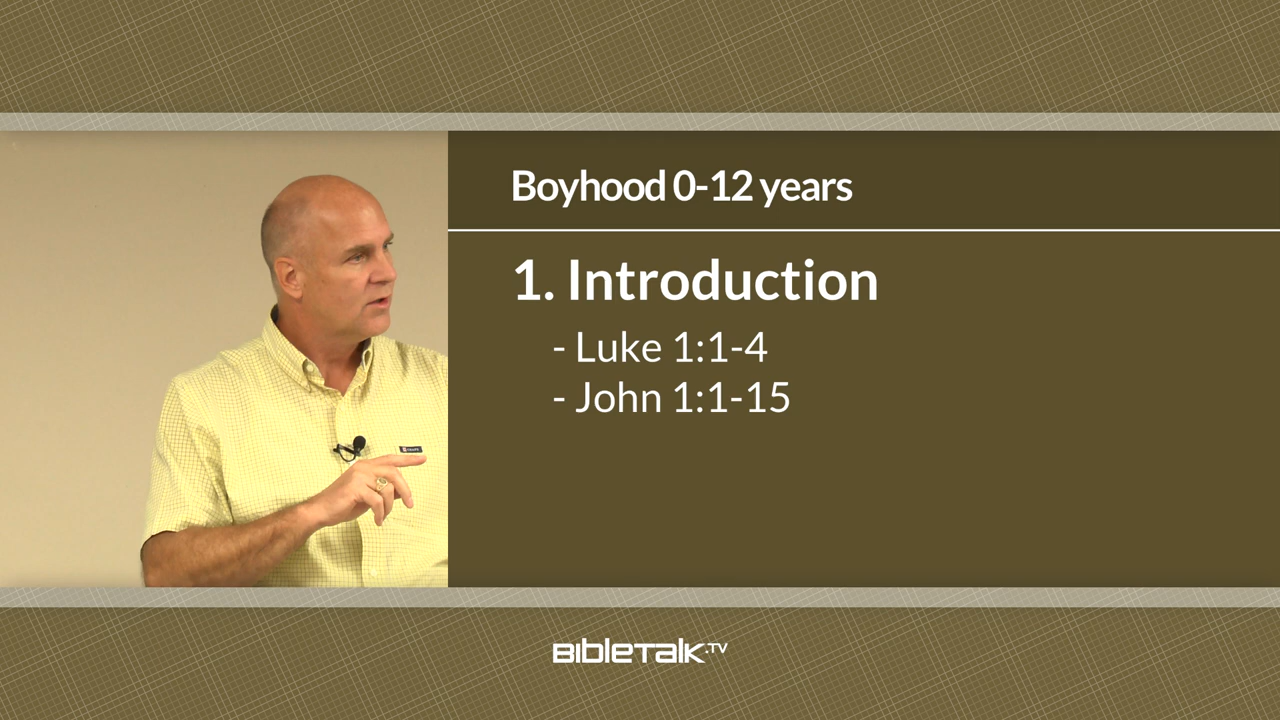 Boyhood 0-12 years
1. Introduction
- Luke 1:1-4
- John 1:1-15
BIBLETALK.TV